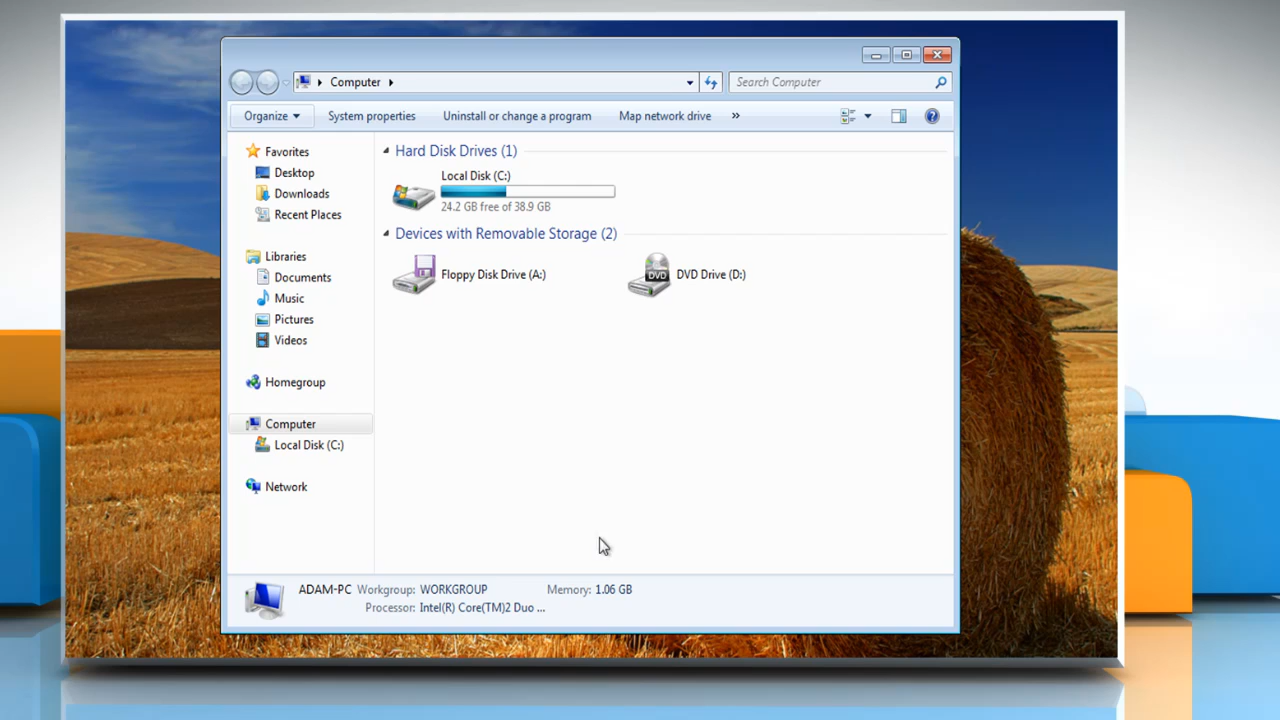 Computer
Search Computer
Organize
System properties
Uninstall or change a program
Map network drive
»
Favorites
Desktop
Downloads
Recent Places
Libraries
Documents
Music
Pictures
Videos
Homegroup
Computer
Local Disk (C:)
Network
Hard Disk Drives (1)
Local Disk (C:)
24.2 GB free of 38.9 GB
Devices with Removable Storage (2)
Floppy Disk Drive (A:)
DVD
DVD Drive (D:)
ADAM-PC Workgroup: WORKGROUP Memory: 1.06 GB
Processor: Intel(R) Core(TM)2 Duo ...